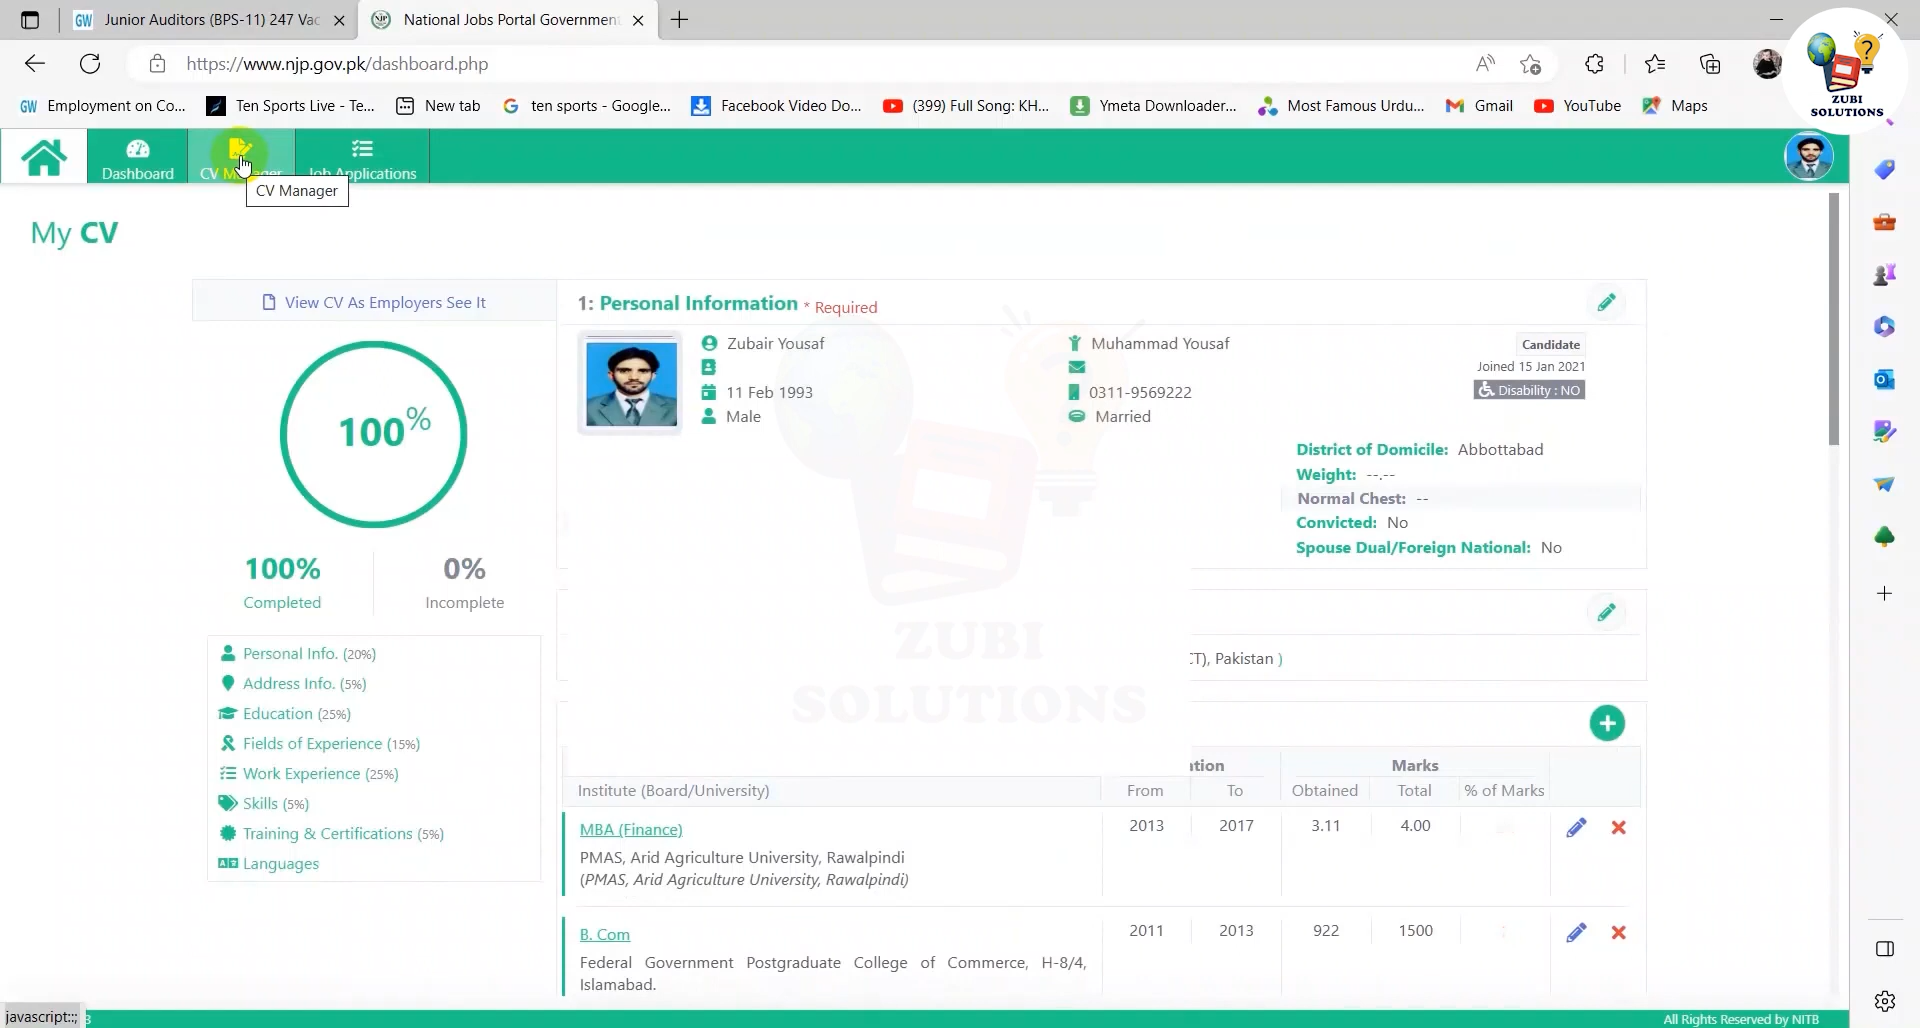 Junior Auditors (BPS-11) 247 Vac
National Jobs Portal Government
https://www.njp.gov.pk/dashboard.php
Employment on Co...
Ten Sports Live - Te...
New tab
ten sports - Google...
Facebook Video Do...
(399) Full Song: KH...
Ymeta Downloader...
Most Famous Urdu...
Gmail
YouTube
Maps
ZUBI
SOLUTIONS
Dashboard
CV Manager
Job Applications
CV Manager
My CV
View CV As Employers See It
100%
100%
Completed
0%
Incomplete
Personal Info. (20%)
Address Info. (5%)
Education (25%)
Fields of Experience (15%)
Work Experience (25%)
Skills (5%)
Training & Certifications (5%)
Languages
1: Personal Information * Required
Zubair Yousaf
Muhammad Yousaf
Candidate
Joined 15 Jan 2021
11 Feb 1993
0311-9569222
Disability : NO
Male
Married
District of Domicile: Abbottabad
Weight: --.--
Normal Chest: --
Convicted: No
Spouse Dual/Foreign National: No
ZUBI
SOLUTIONS
CT), Pakistan )
Marks
Institute (Board/University)
From
To
Obtained
Total
% of Marks
MBA (Finance)
2013
2017
3.11
4.00
PMAS, Arid Agriculture University, Rawalpindi
(PMAS, Arid Agriculture University, Rawalpindi)
B. Com
2011
2013
922
1500
Federal Government Postgraduate College of Commerce, H-8/4,
Islamabad.
javascript:;
3
All Rights Reserved by NITB